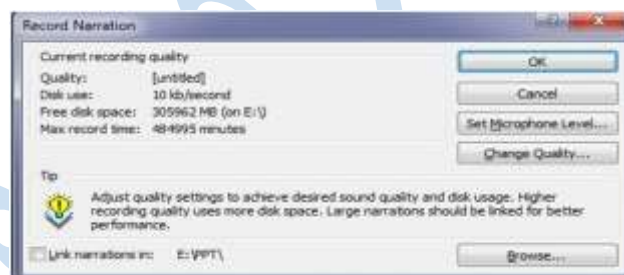 Record Narration
Current recording quality
Quality: [untitled]
Disk use: 10 kb/second
Free disk space: 305962 MB (on E:\)
Max record time: 484995 minutes
OK
Cancel
Set Microphone Level...
Change Quality...
Tip
Adjust quality settings to achieve desired sound quality and disk usage. Higher
recording quality uses more disk space. Large narrations should be linked for better
performance.
Link narrations in: E:\PPT\
Browse...